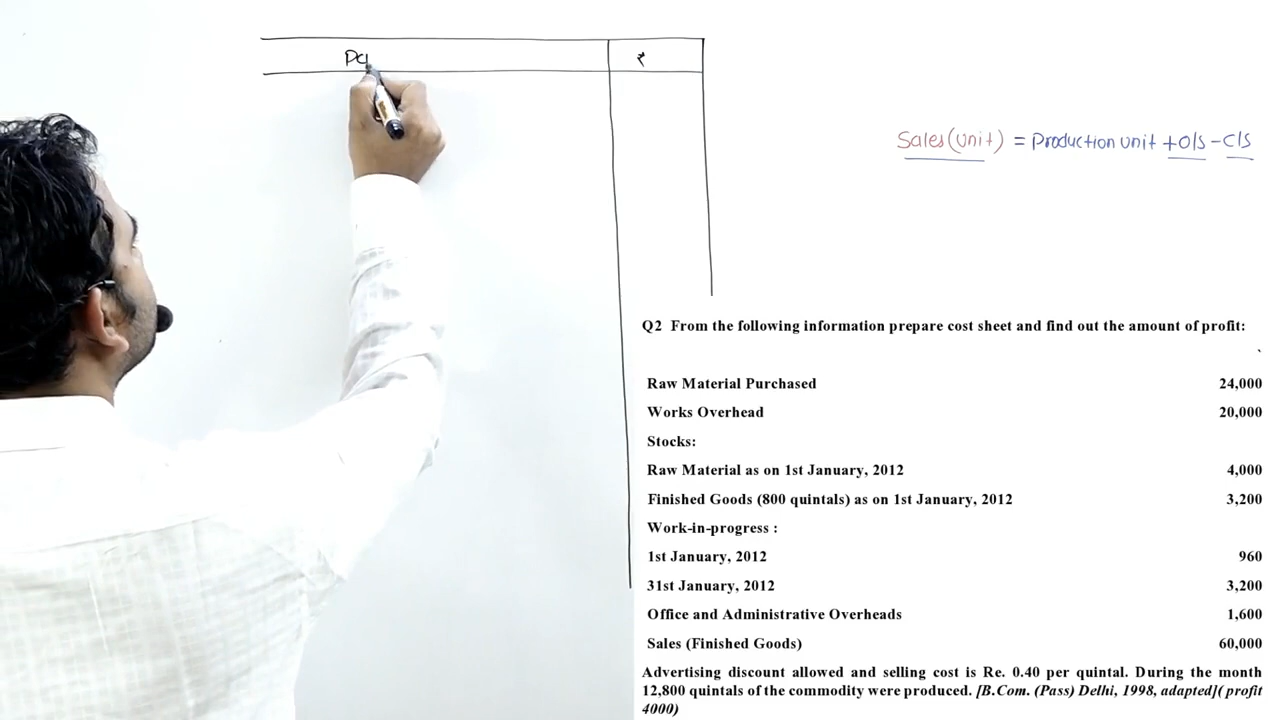 Pa ₹
Sales(unit) = Production unit +O/S -C/S
Q2 From the following information prepare cost sheet and find out the amount of profit:
`
Raw Material Purchased 24,000
Works Overhead 20,000
Stocks:
Raw Material as on 1st January, 2012 4,000
Finished Goods (800 quintals) as on 1st January, 2012 3,200
Work-in-progress :
1st January, 2012 960
31st January, 2012 3,200
Office and Administrative Overheads 1,600
Sales (Finished Goods) 60,000
Advertising discount allowed and selling cost is Re. 0.40 per quintal. During the month
12,800 quintals of the commodity were produced. [B.Com. (Pass) Delhi, 1998, adapted]( profit
4000)